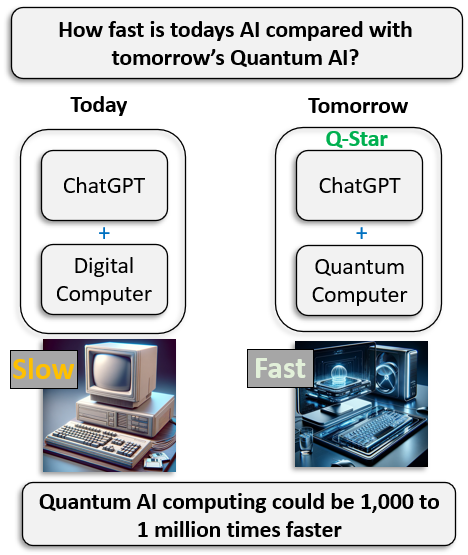 How fast is todays AI compared with
tomorrow’s Quantum AI?
Today
ChatGPT
+
Digital
Computer
Slow
Tomorrow
Q-Star
ChatGPT
+
Quantum
Computer
Fast
Quantum AI computing could be 1,000 to
1 million times faster